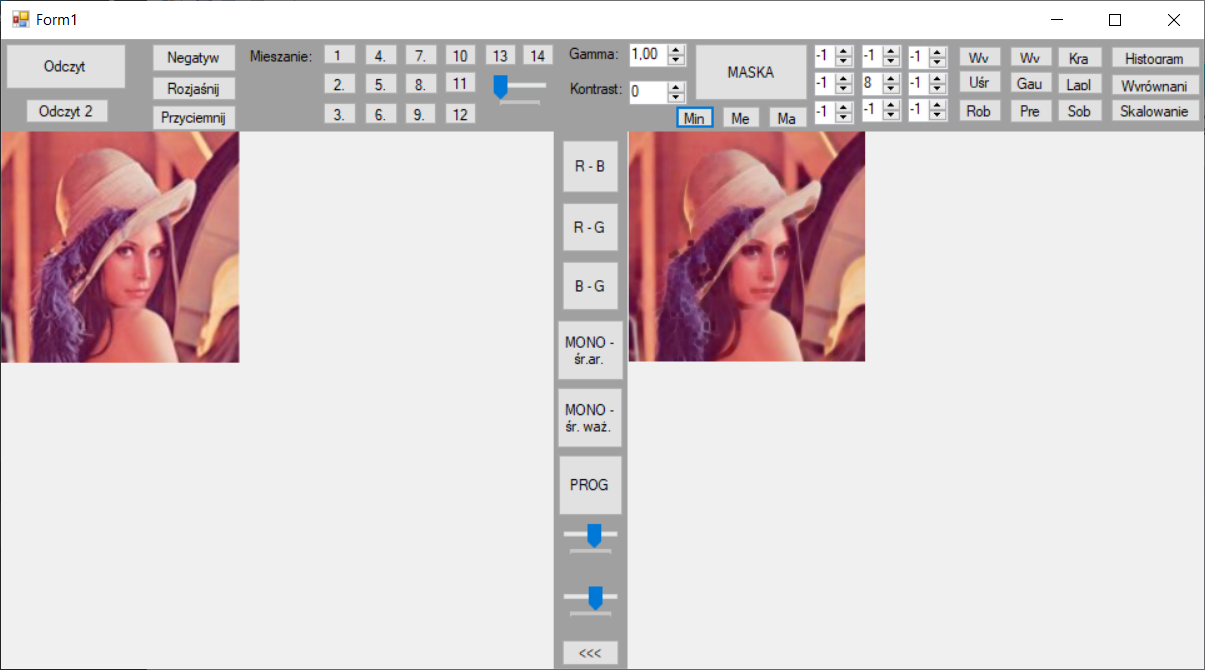 Form1
Odczyt
Odczyt 2
Negatyw
Rozjaśnij
Przyciemnij
Mieszanie:
1 4. 7. 10 13 14
2. 5. 8. 11
3. 6. 9. 12
Gamma: 1,00
Kontrast: 0
MASKA
Min Me Ma
-1 -1 -1
-1 8 -1
-1 -1 -1
Wy Wy Kra Histogram
Uśr Gau Lapl Wyrównani
Rob Pre Sob Skalowanie
R - B
R - G
B - G
MONO -
śr.ar.
MONO -
śr. waż.
PROG
<<<